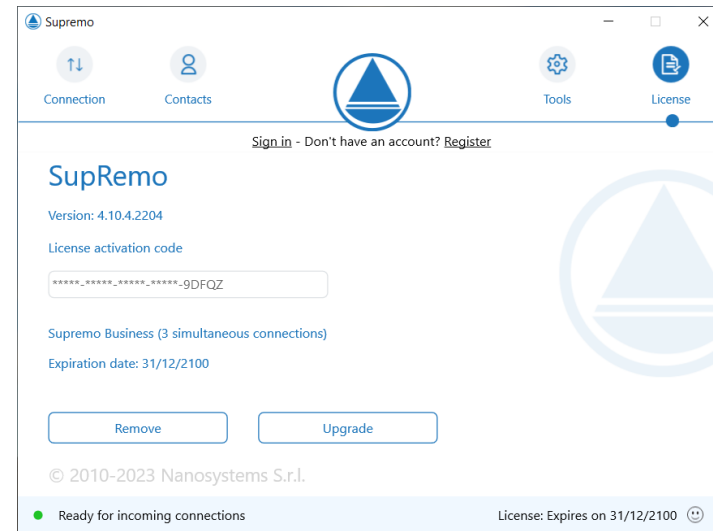 Supremo
Connection
Contacts
Tools
License
Sign in - Don't have an account? Register
SupRemo
Version: 4.10.4.2204
License activation code
*****-*****-*****-*****-9DFQZ
Supremo Business (3 simultaneous connections)
Expiration date: 31/12/2100
Remove
Upgrade
© 2010-2023 Nanosystems S.r.l.
Ready for incoming connections
License: Expires on 31/12/2100